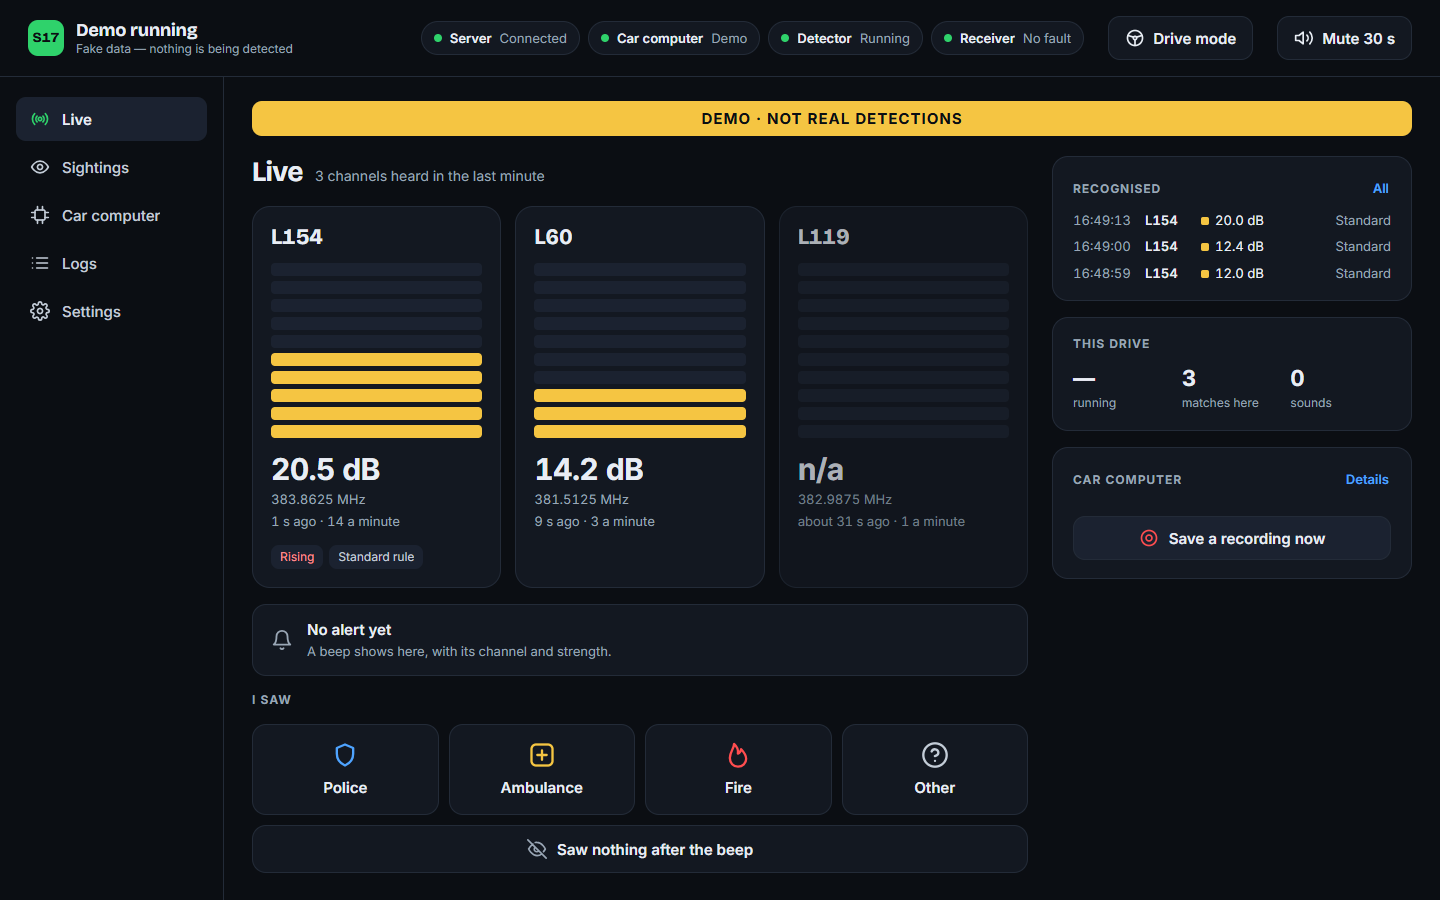 S17
Demo running
Fake data — nothing is being detected
Server Connected
Car computer Demo
Detector Running
Receiver No fault
Drive mode
Mute 30 s
Live
Sightings
Car computer
Logs
Settings
DEMO · NOT REAL DETECTIONS
Live 3 channels heard in the last minute
L154
20.5 dB
383.8625 MHz
1 s ago · 14 a minute
Rising
Standard rule
L60
14.2 dB
381.5125 MHz
9 s ago · 3 a minute
L119
n/a
382.9875 MHz
about 31 s ago · 1 a minute
No alert yet
A beep shows here, with its channel and strength.
I SAW
Police
Ambulance
Fire
Other
Saw nothing after the beep
RECOGNISED All
16:49:13 L154 20.0 dB Standard
16:49:00 L154 12.4 dB Standard
16:48:59 L154 12.0 dB Standard
THIS DRIVE
— 3 0
running matches here sounds
CAR COMPUTER Details
Save a recording now